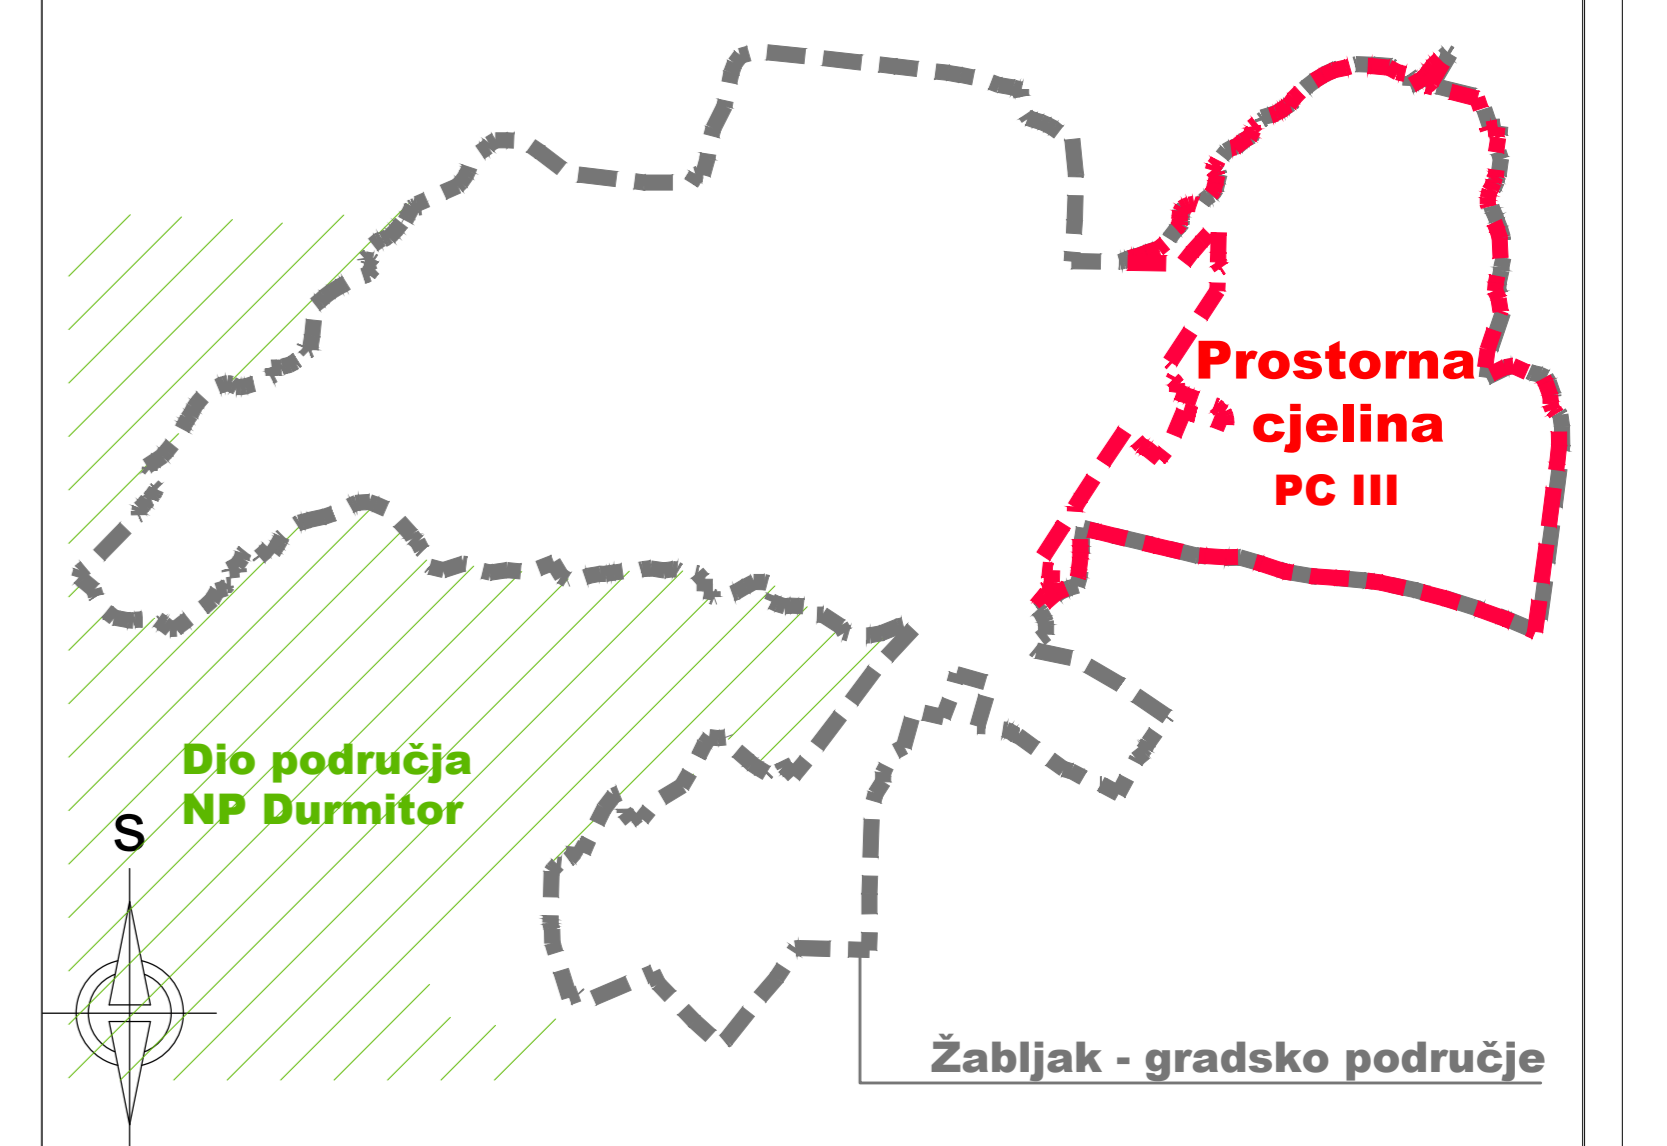 Prostorna
cjelina
PC III
Dio područja
NP Durmitor
S
Žabljak - gradsko područje